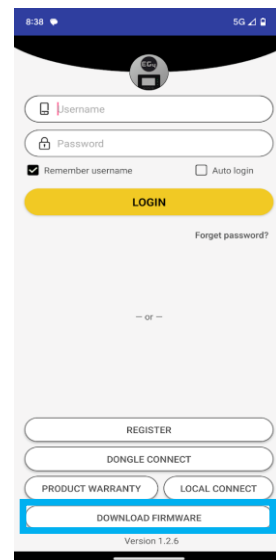 8:38 5G
EG4
Username
Password
Remember username Auto login
LOGIN
Forget password?
— or —
REGISTER
DONGLE CONNECT
PRODUCT WARRANTY LOCAL CONNECT
DOWNLOAD FIRMWARE
Version 1.2.6